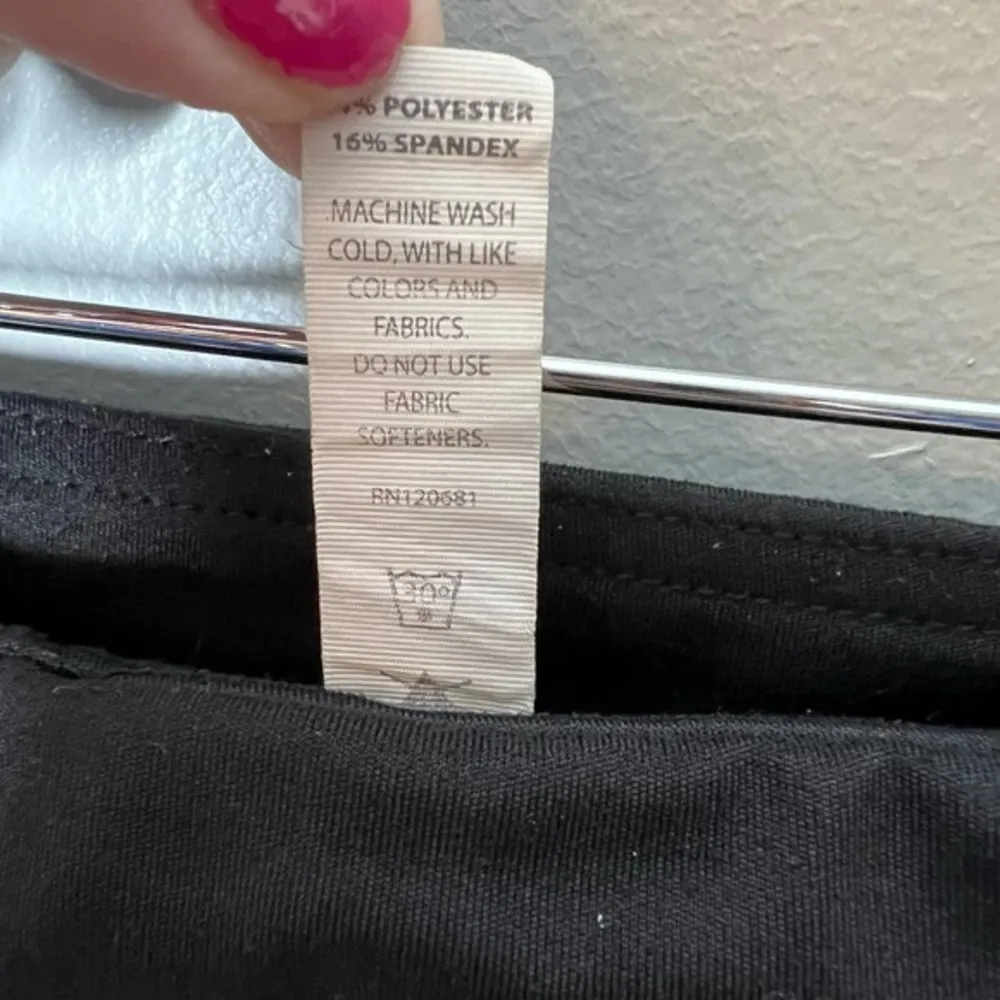 % POLYESTER
16% SPANDEX
MACHINE WASH
COLD, WITH LIKE
COLORS AND
FABRICS.
DO NOT USE
FABRIC
SOFTENERS.
RN120681
30°